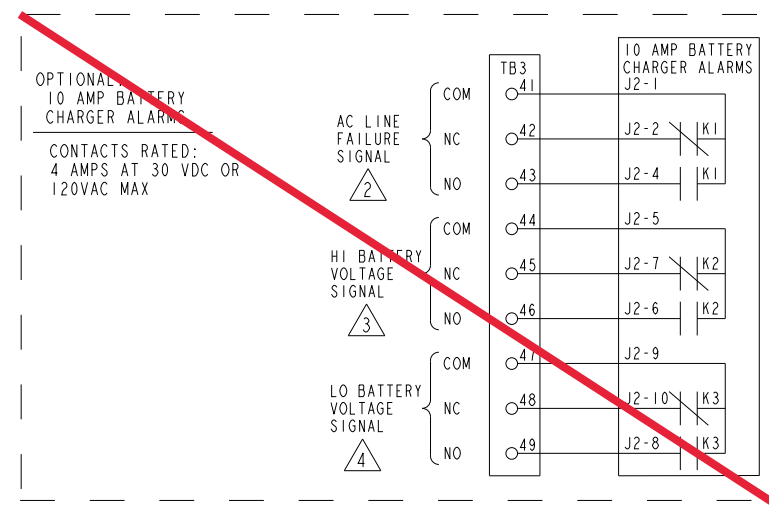 OPTIONAL:
10 AMP BATTERY
CHARGER ALARMS
CONTACTS RATED:
4 AMPS AT 30 VDC OR
120VAC MAX
AC LINE
FAILURE
SIGNAL
2
HI BATTERY
VOLTAGE
SIGNAL
3
LO BATTERY
VOLTAGE
SIGNAL
4
COM
NC
NO
COM
NC
NO
COM
NC
NO
TB3
41
42
43
44
45
46
47
48
49
10 AMP BATTERY
CHARGER ALARMS
J2-1
J2-2 K1
J2-4 K1
J2-5
J2-7 K2
J2-6 K2
J2-9
J2-10 K3
J2-8 K3